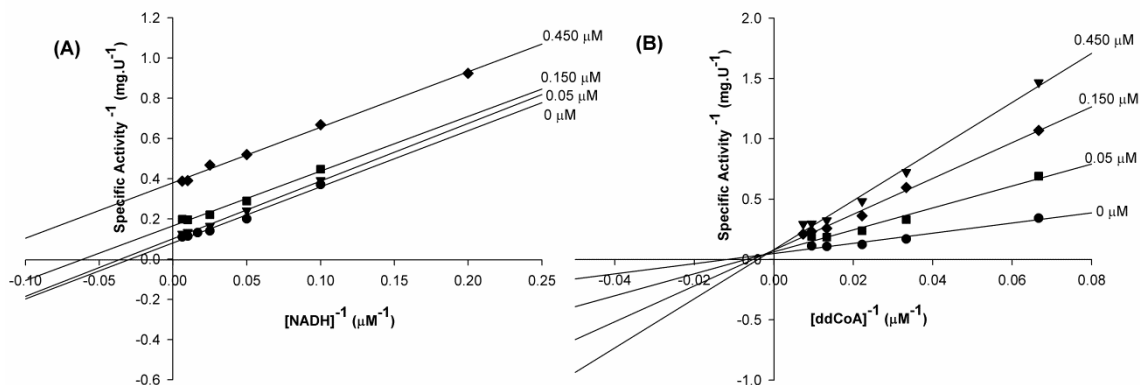 (A)
Specific Activity⁻¹ (mg.U⁻¹)
1.2
1.0
0.8
0.6
0.4
0.2
0.0
-0.2
-0.4
-0.6
-0.10 -0.05 0.00 0.05 0.10 0.15 0.20 0.25
[NADH]⁻¹ (μM⁻¹)
0.450 μM
0.150 μM
0.05 μM
0 μM
(B)
Specific Activity⁻¹ (mg.U⁻¹)
2.0
1.5
1.0
0.5
0.0
-0.5
-1.0
-0.04 -0.02 0.00 0.02 0.04 0.06 0.08
[ddCoA]⁻¹ (μM⁻¹)
0.450 μM
0.150 μM
0.05 μM
0 μM